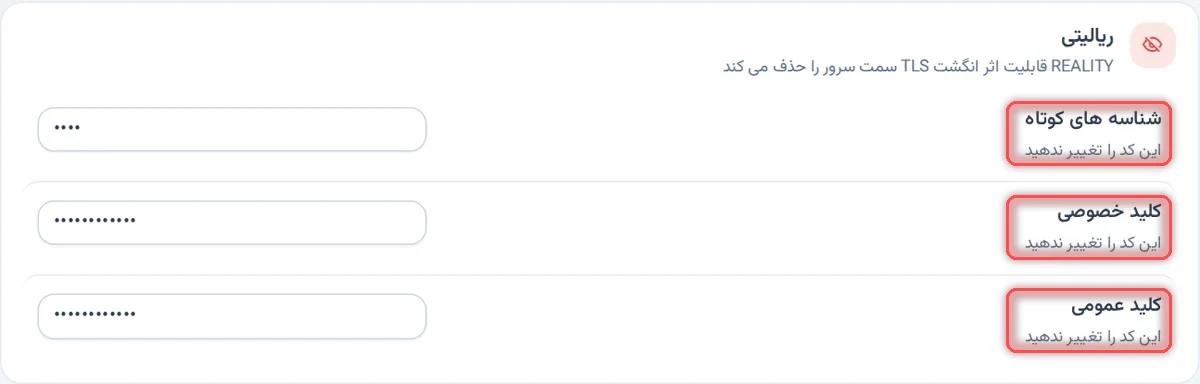 ریالیتی
REALITY قابلیت اثر انگشت TLS سمت سرور را حذف می کند
شناسه های کوتاه
این کد را تغییر ندهید
••••
کلید خصوصی
این کد را تغییر ندهید
••••••••••••
کلید عمومی
این کد را تغییر ندهید
••••••••••••